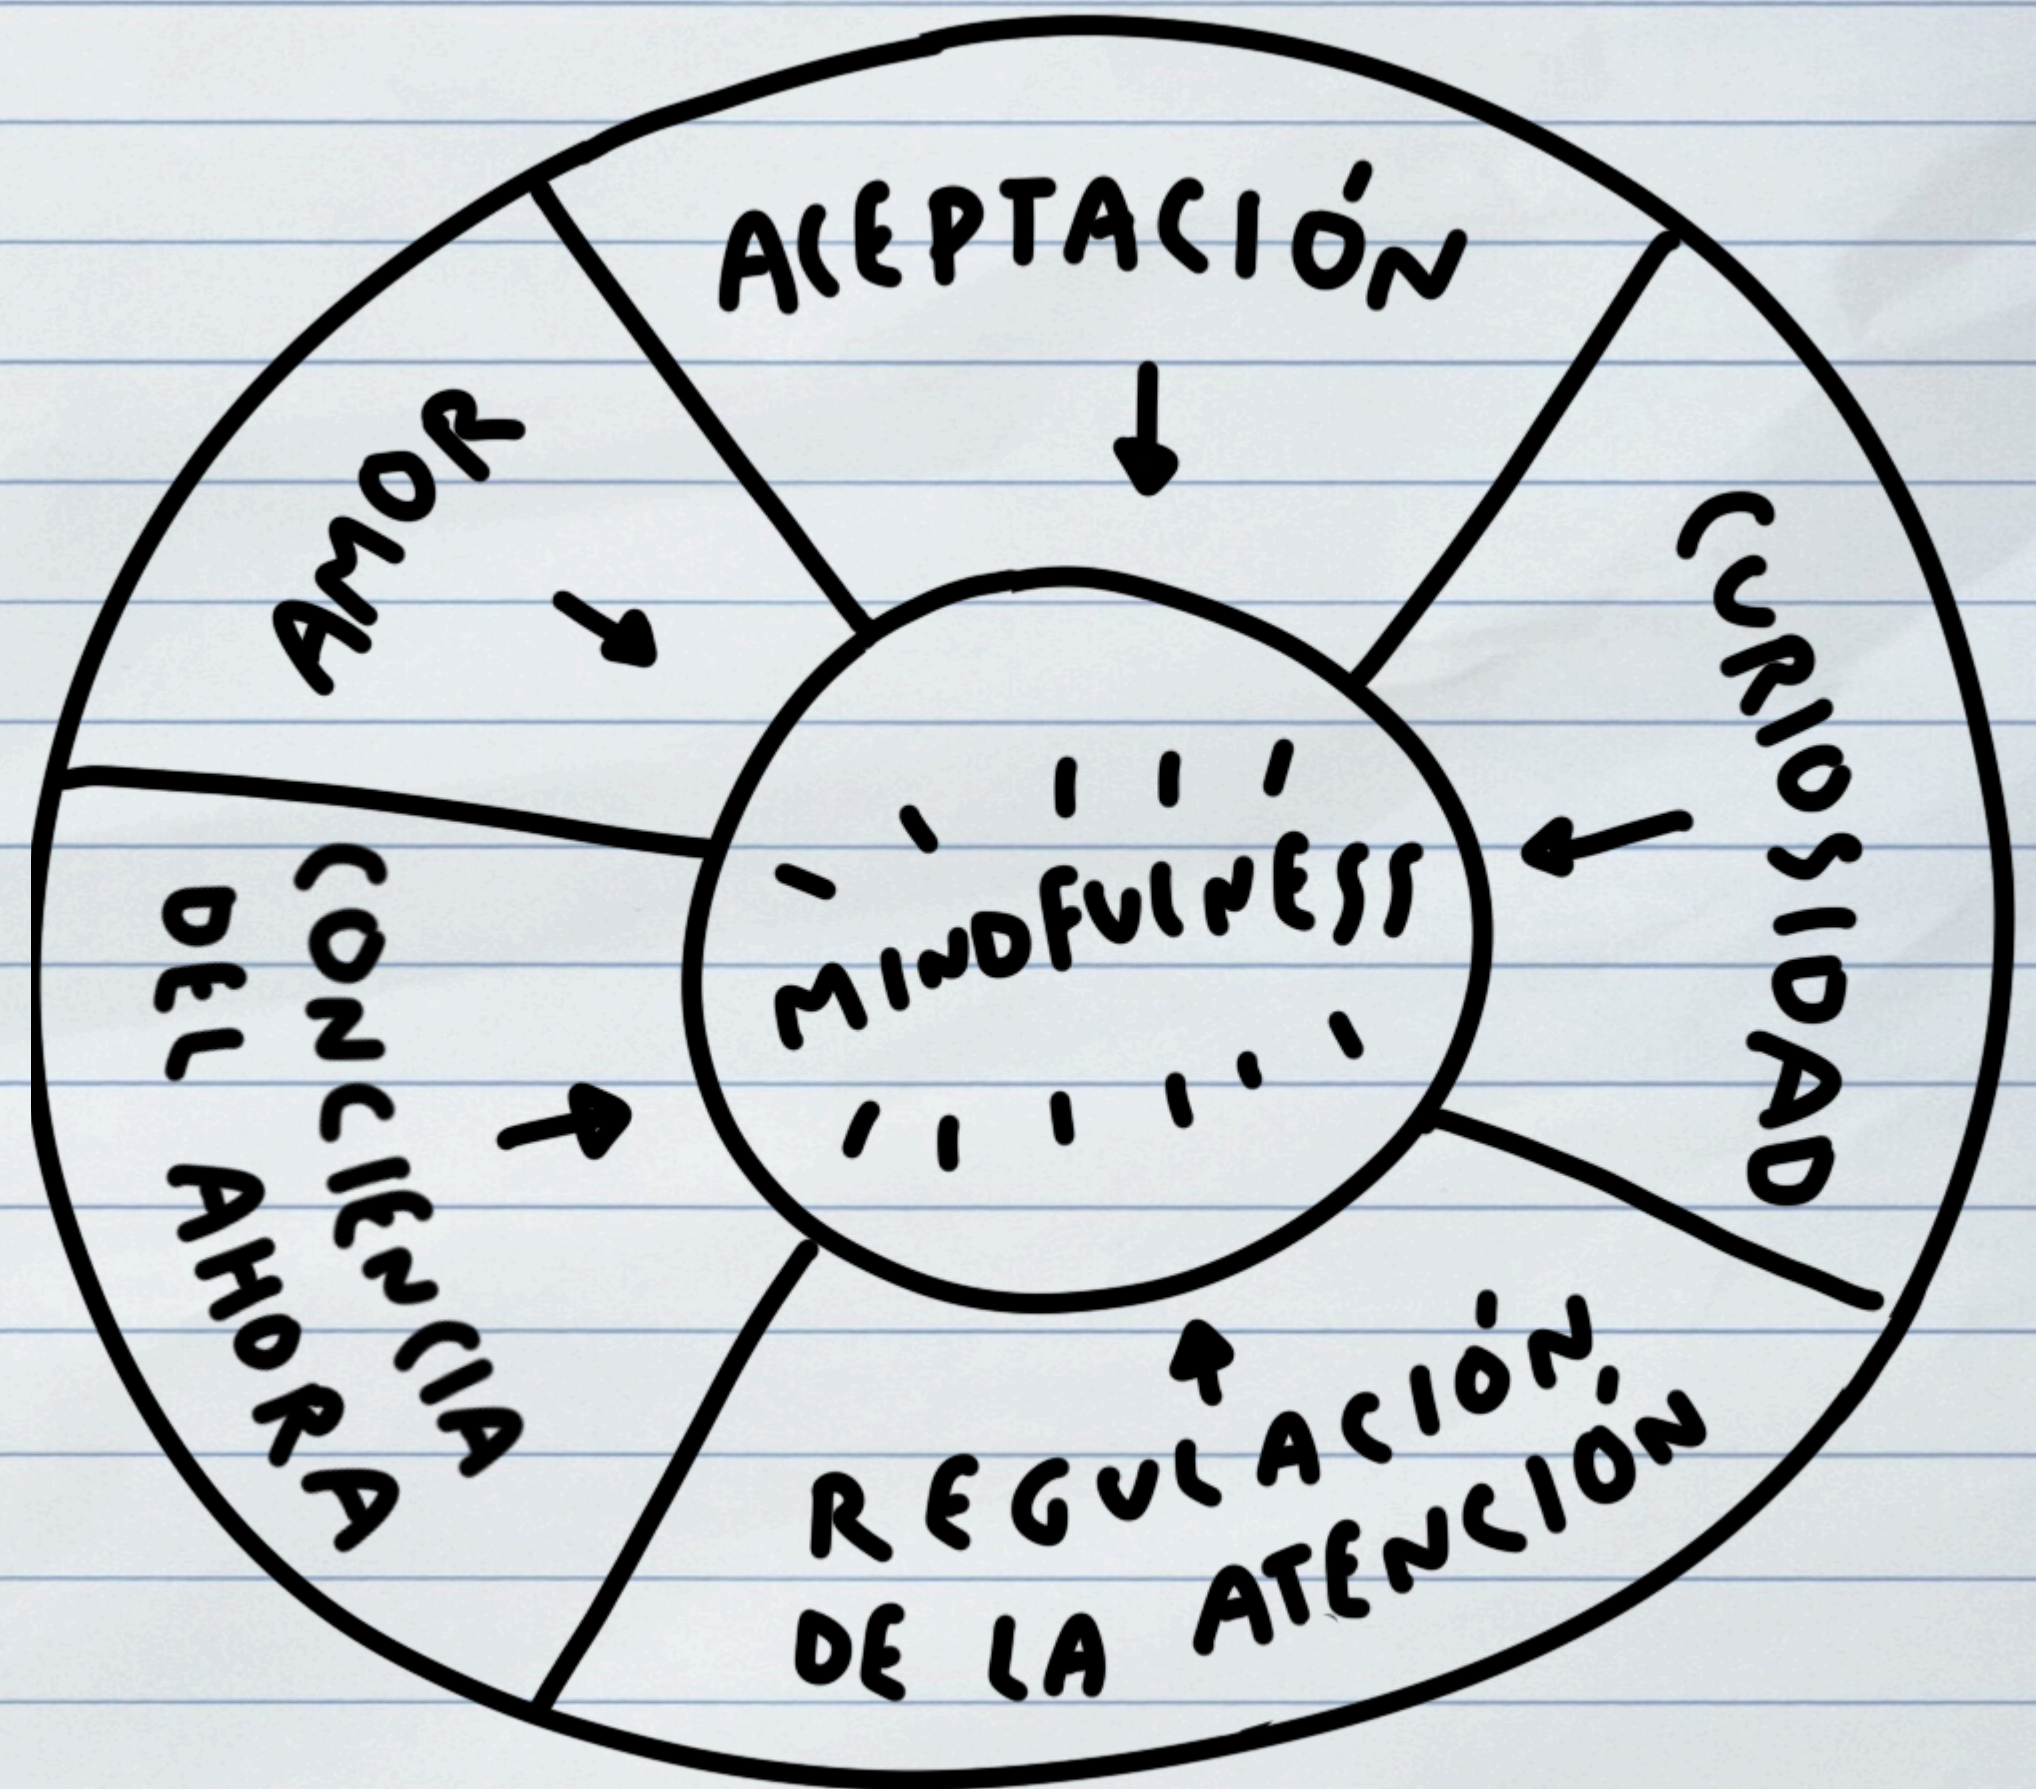 ACEPTACIÓN
AMOR
CURIOSIDAD
MINDFULNESS
CONCIENCIA
DEL AHORA
REGULACIÓN
DE LA ATENCIÓN